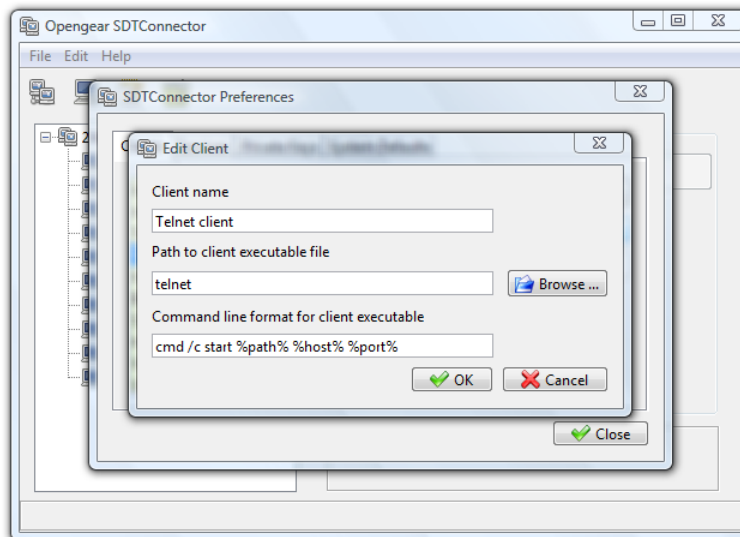 Opengear SDTConnector
File Edit Help
SDTConnector Preferences
2
Edit Client
Client name
Telnet client
Path to client executable file
telnet
Browse ...
Command line format for client executable
cmd /c start %path% %host% %port%
OK
Cancel
Close